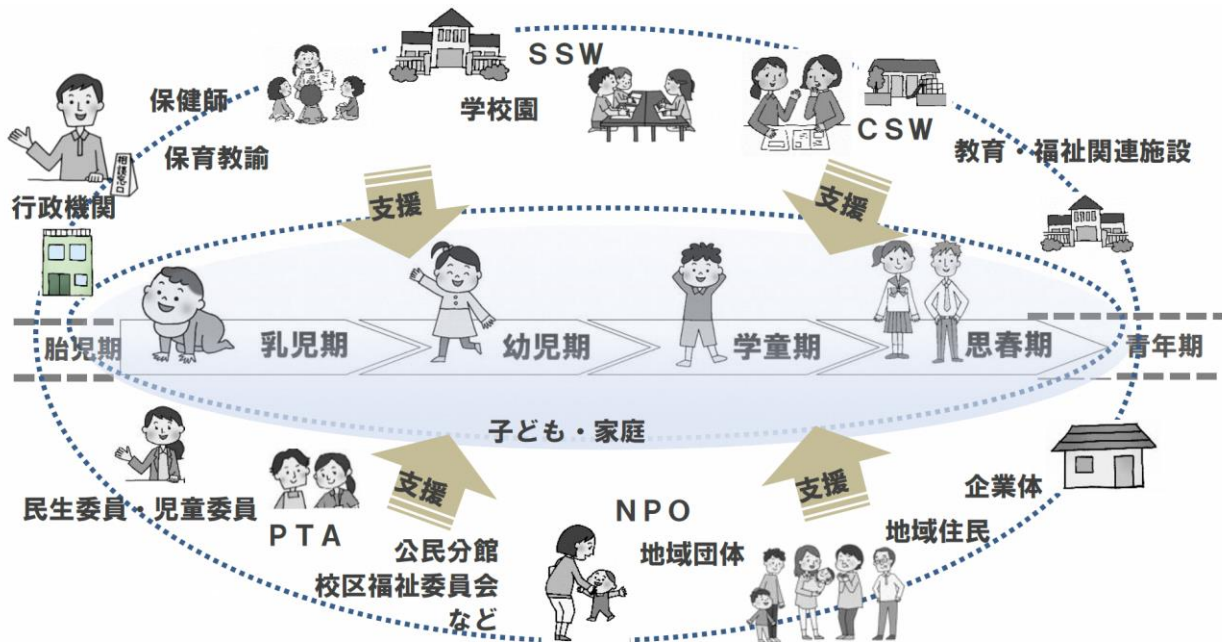 SSW
保健師
学校園
CSW
保育教諭
教育・福祉関連施設
相談窓口
行政機関
支援
支援
胎児期
乳児期
幼児期
学童期
思春期
青年期
子ども・家庭
支援
支援
企業体
民生委員・児童委員
NPO
地域住民
PTA
公民分館
地域団体
校区福祉委員会
など